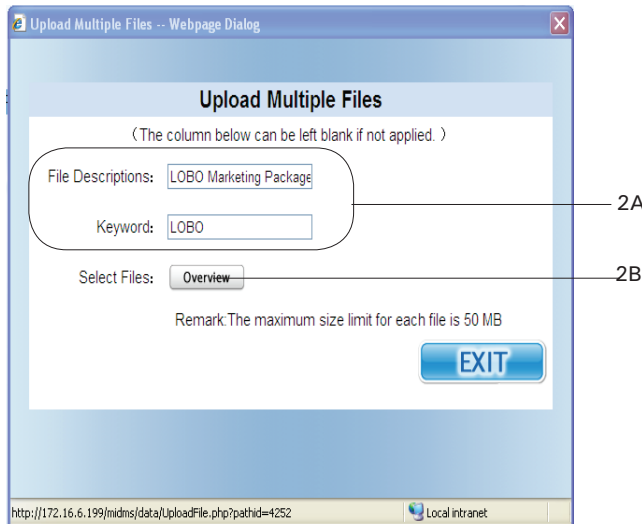 Upload Multiple Files -- Webpage Dialog
Upload Multiple Files
(The column below can be left blank if not applied. )
File Descriptions: LOBO Marketing Package
2A
Keyword: LOBO
Select Files: Overview
2B
Remark:The maximum size limit for each file is 50 MB
EXIT
http://172.16.6.199/midms/data/UploadFile.php?pathid=4252 Local intranet